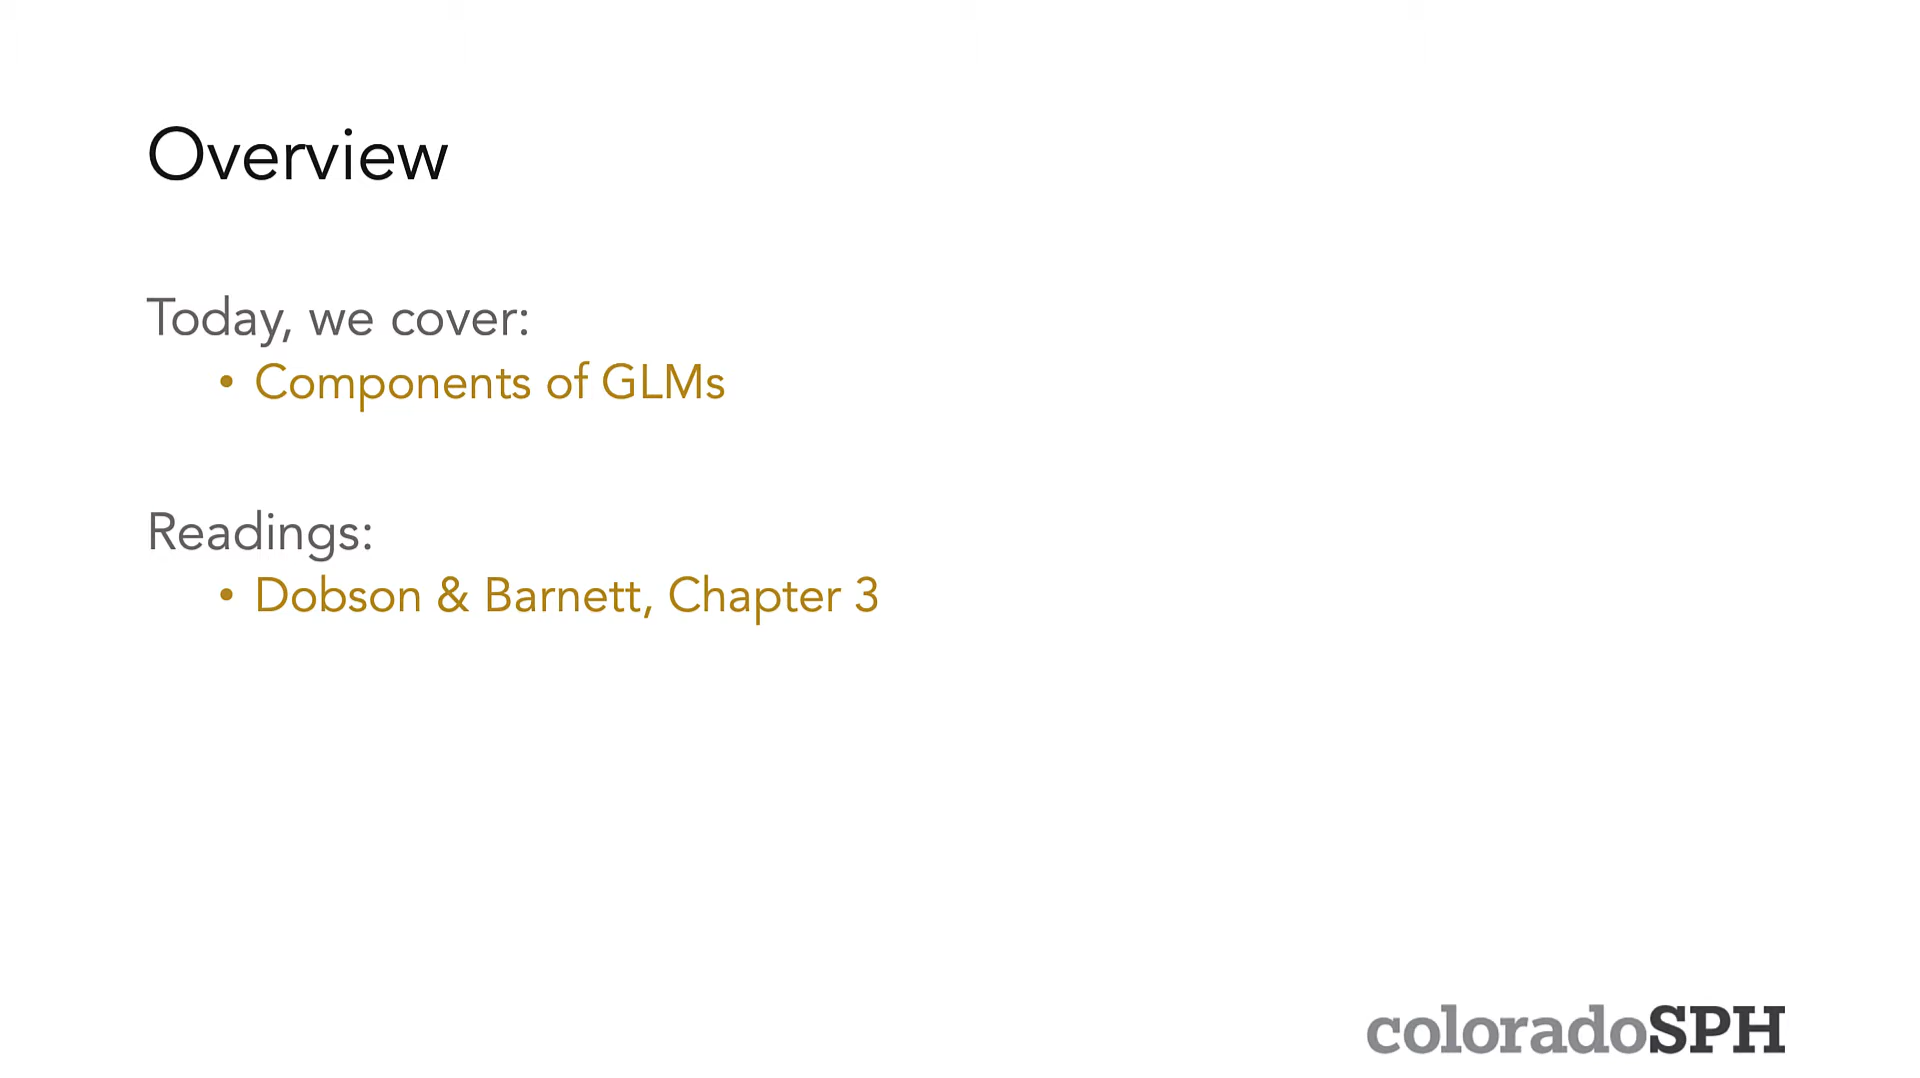 Overview
Today, we cover:
• Components of GLMs
Readings:
• Dobson & Barnett, Chapter 3
coloradoSPH